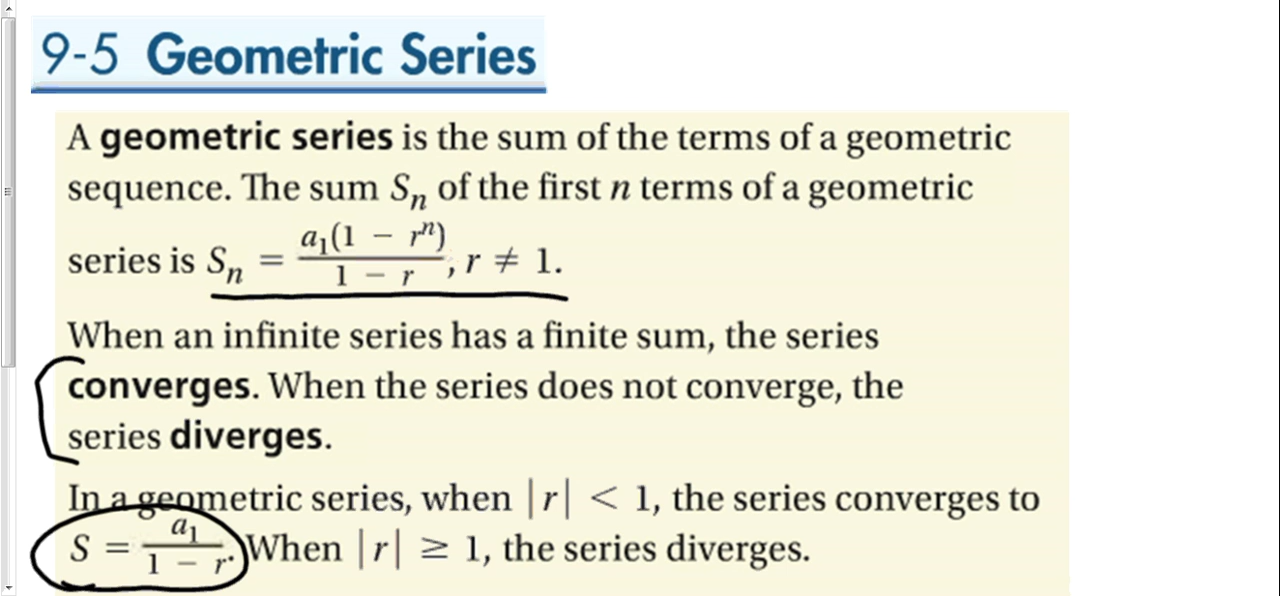 9-5 Geometric Series
A geometric series is the sum of the terms of a geometric
sequence. The sum Sₙ of the first n terms of a geometric
series is Sₙ = a₁(1 − rⁿ) / (1 − r), r ≠ 1.
When an infinite series has a finite sum, the series
converges. When the series does not converge, the
series diverges.
In a geometric series, when |r| < 1, the series converges to
S = a₁ / (1 − r). When |r| ≥ 1, the series diverges.